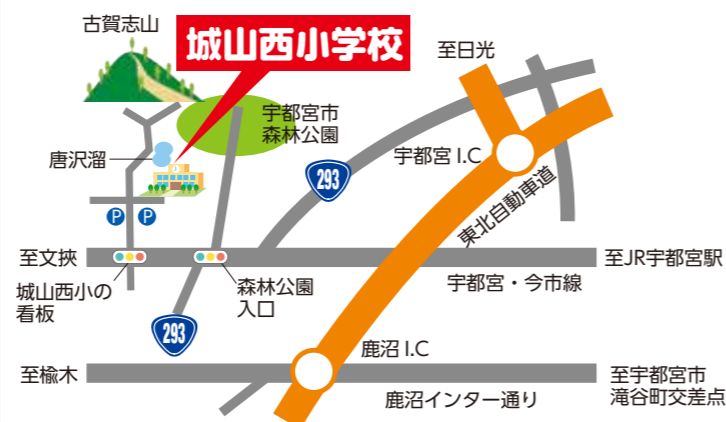 古賀志山
城山西小学校
至日光
宇都宮市
森林公園
唐沢溜
宇都宮 I.C
293
東北自動車道
P
P
至文挾
至JR宇都宮駅
宇都宮・今市線
城山西小の
看板
森林公園
入口
293
鹿沼 I.C
至楡木
鹿沼インター通り
至宇都宮市
滝谷町交差点